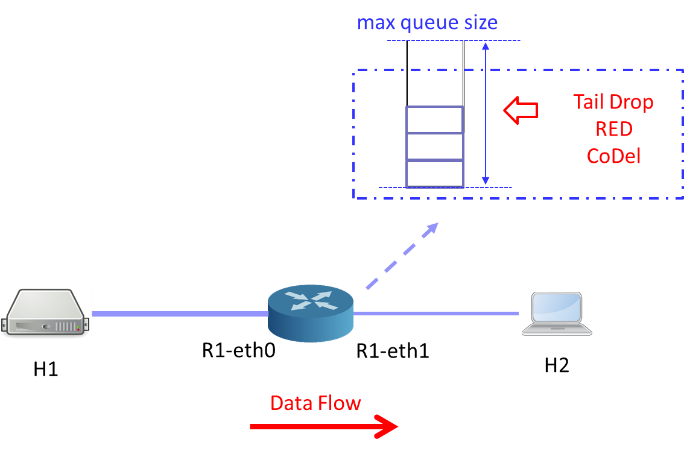 max queue size
Tail Drop
RED
CoDel
R1-eth0
R1-eth1
H1
H2
Data Flow